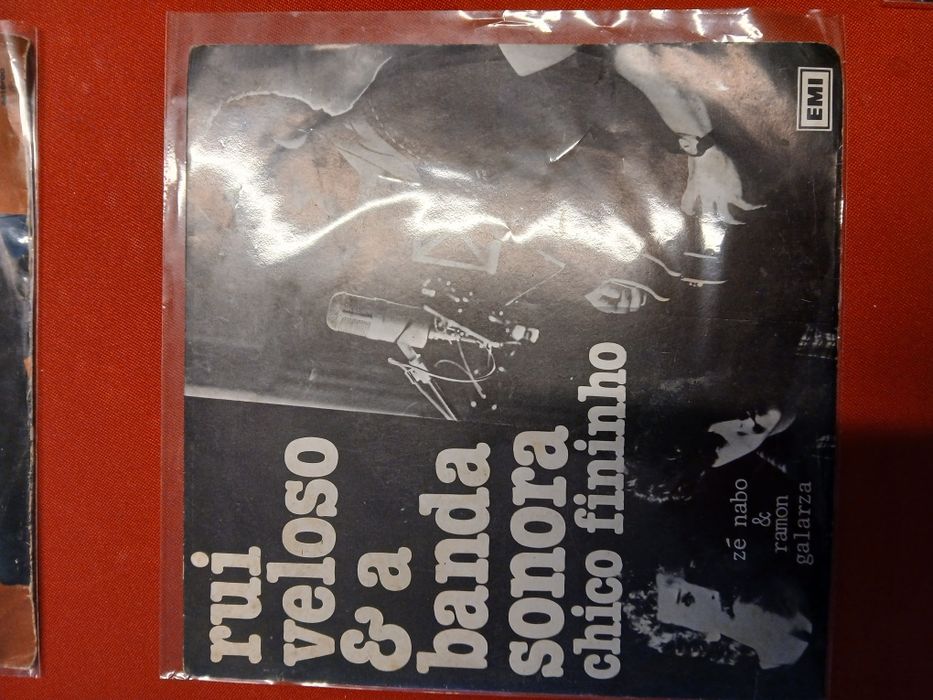 rui
veloso
& a
banda
sonora
chico fininho
zé nabo
&
ramon
galarza
EMI